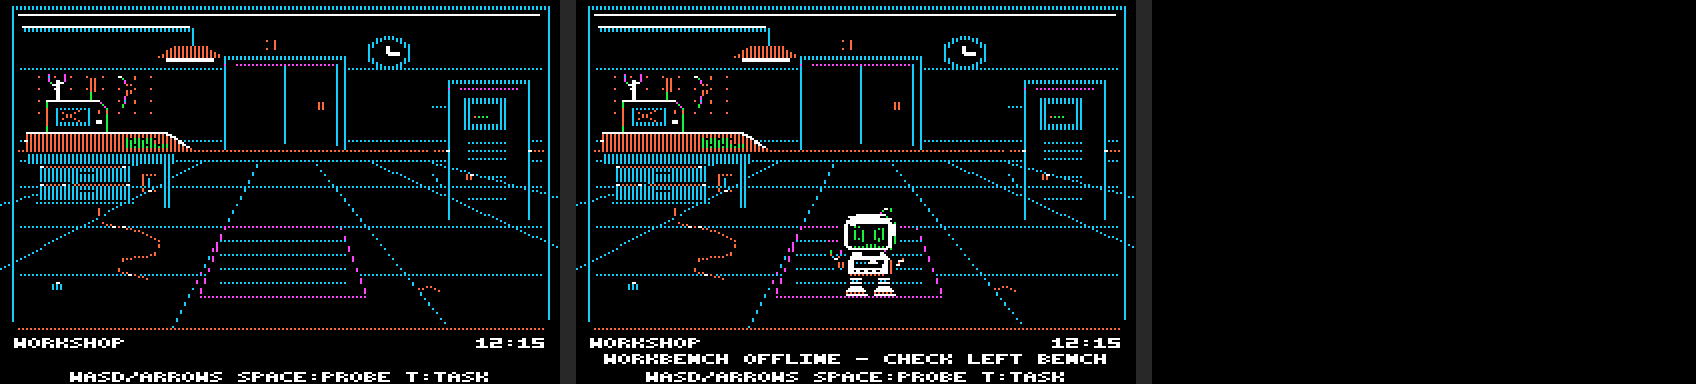 WORKSHOP 12:15
WASD/ARROWS SPACE:PROBE T:TASK
WORKSHOP 12:15
WORKBENCH OFFLINE - CHECK LEFT BENCH
WASD/ARROWS SPACE:PROBE T:TASK